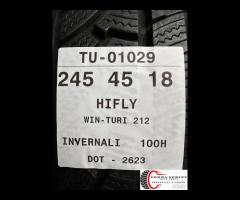 TU-01029
245 45 18
HIFLY
WIN-TURI 212
INVERNALI 100H
DOT - 2623